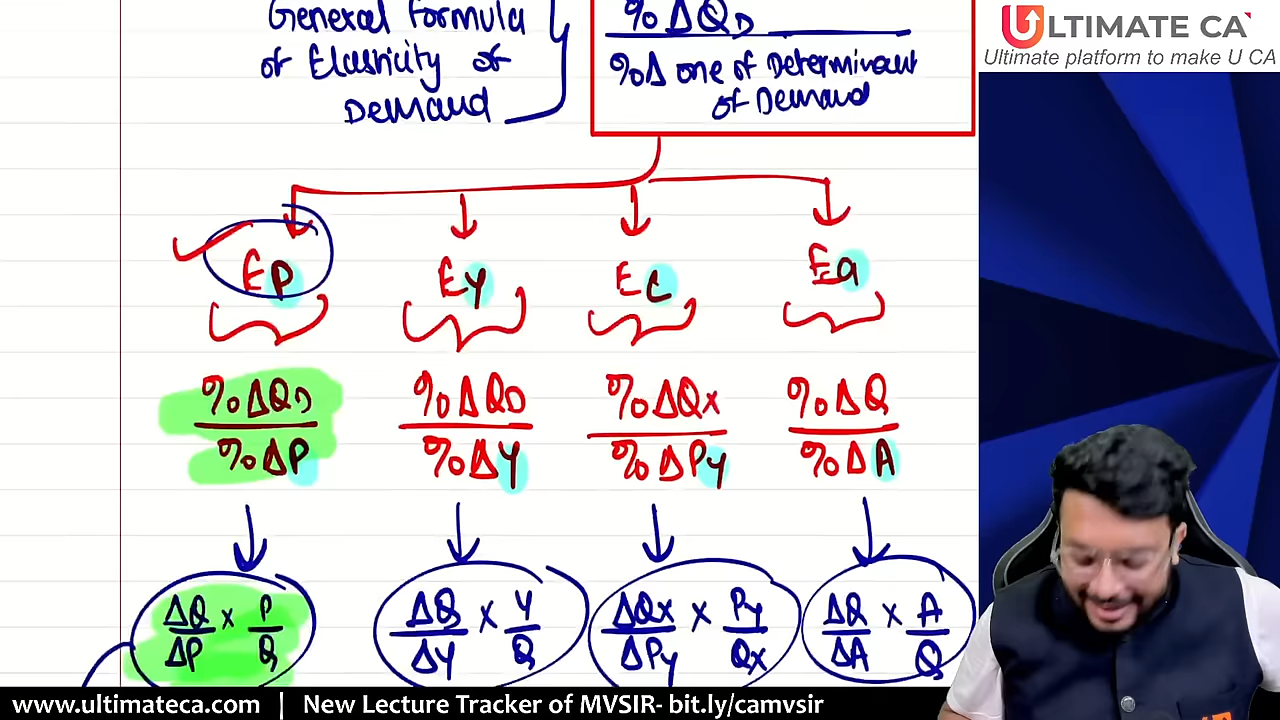 General Formula
of Elasticity of
Demand
%ΔQD
%Δ one of Determinant
of Demand
ULTIMATE CA
Ultimate platform to make U CA
EP
EY
EC
Ea
%ΔQD
%ΔP
%ΔQD
%ΔY
%ΔQx
%ΔPy
%ΔQ
%ΔA
ΔQ × P
ΔP Q
ΔQ × Y
ΔY Q
ΔQx × Py
ΔPy Qx
ΔQ × A
ΔA Q
www.ultimateca.com | New Lecture Tracker of MVSIR- bit.ly/camvsir